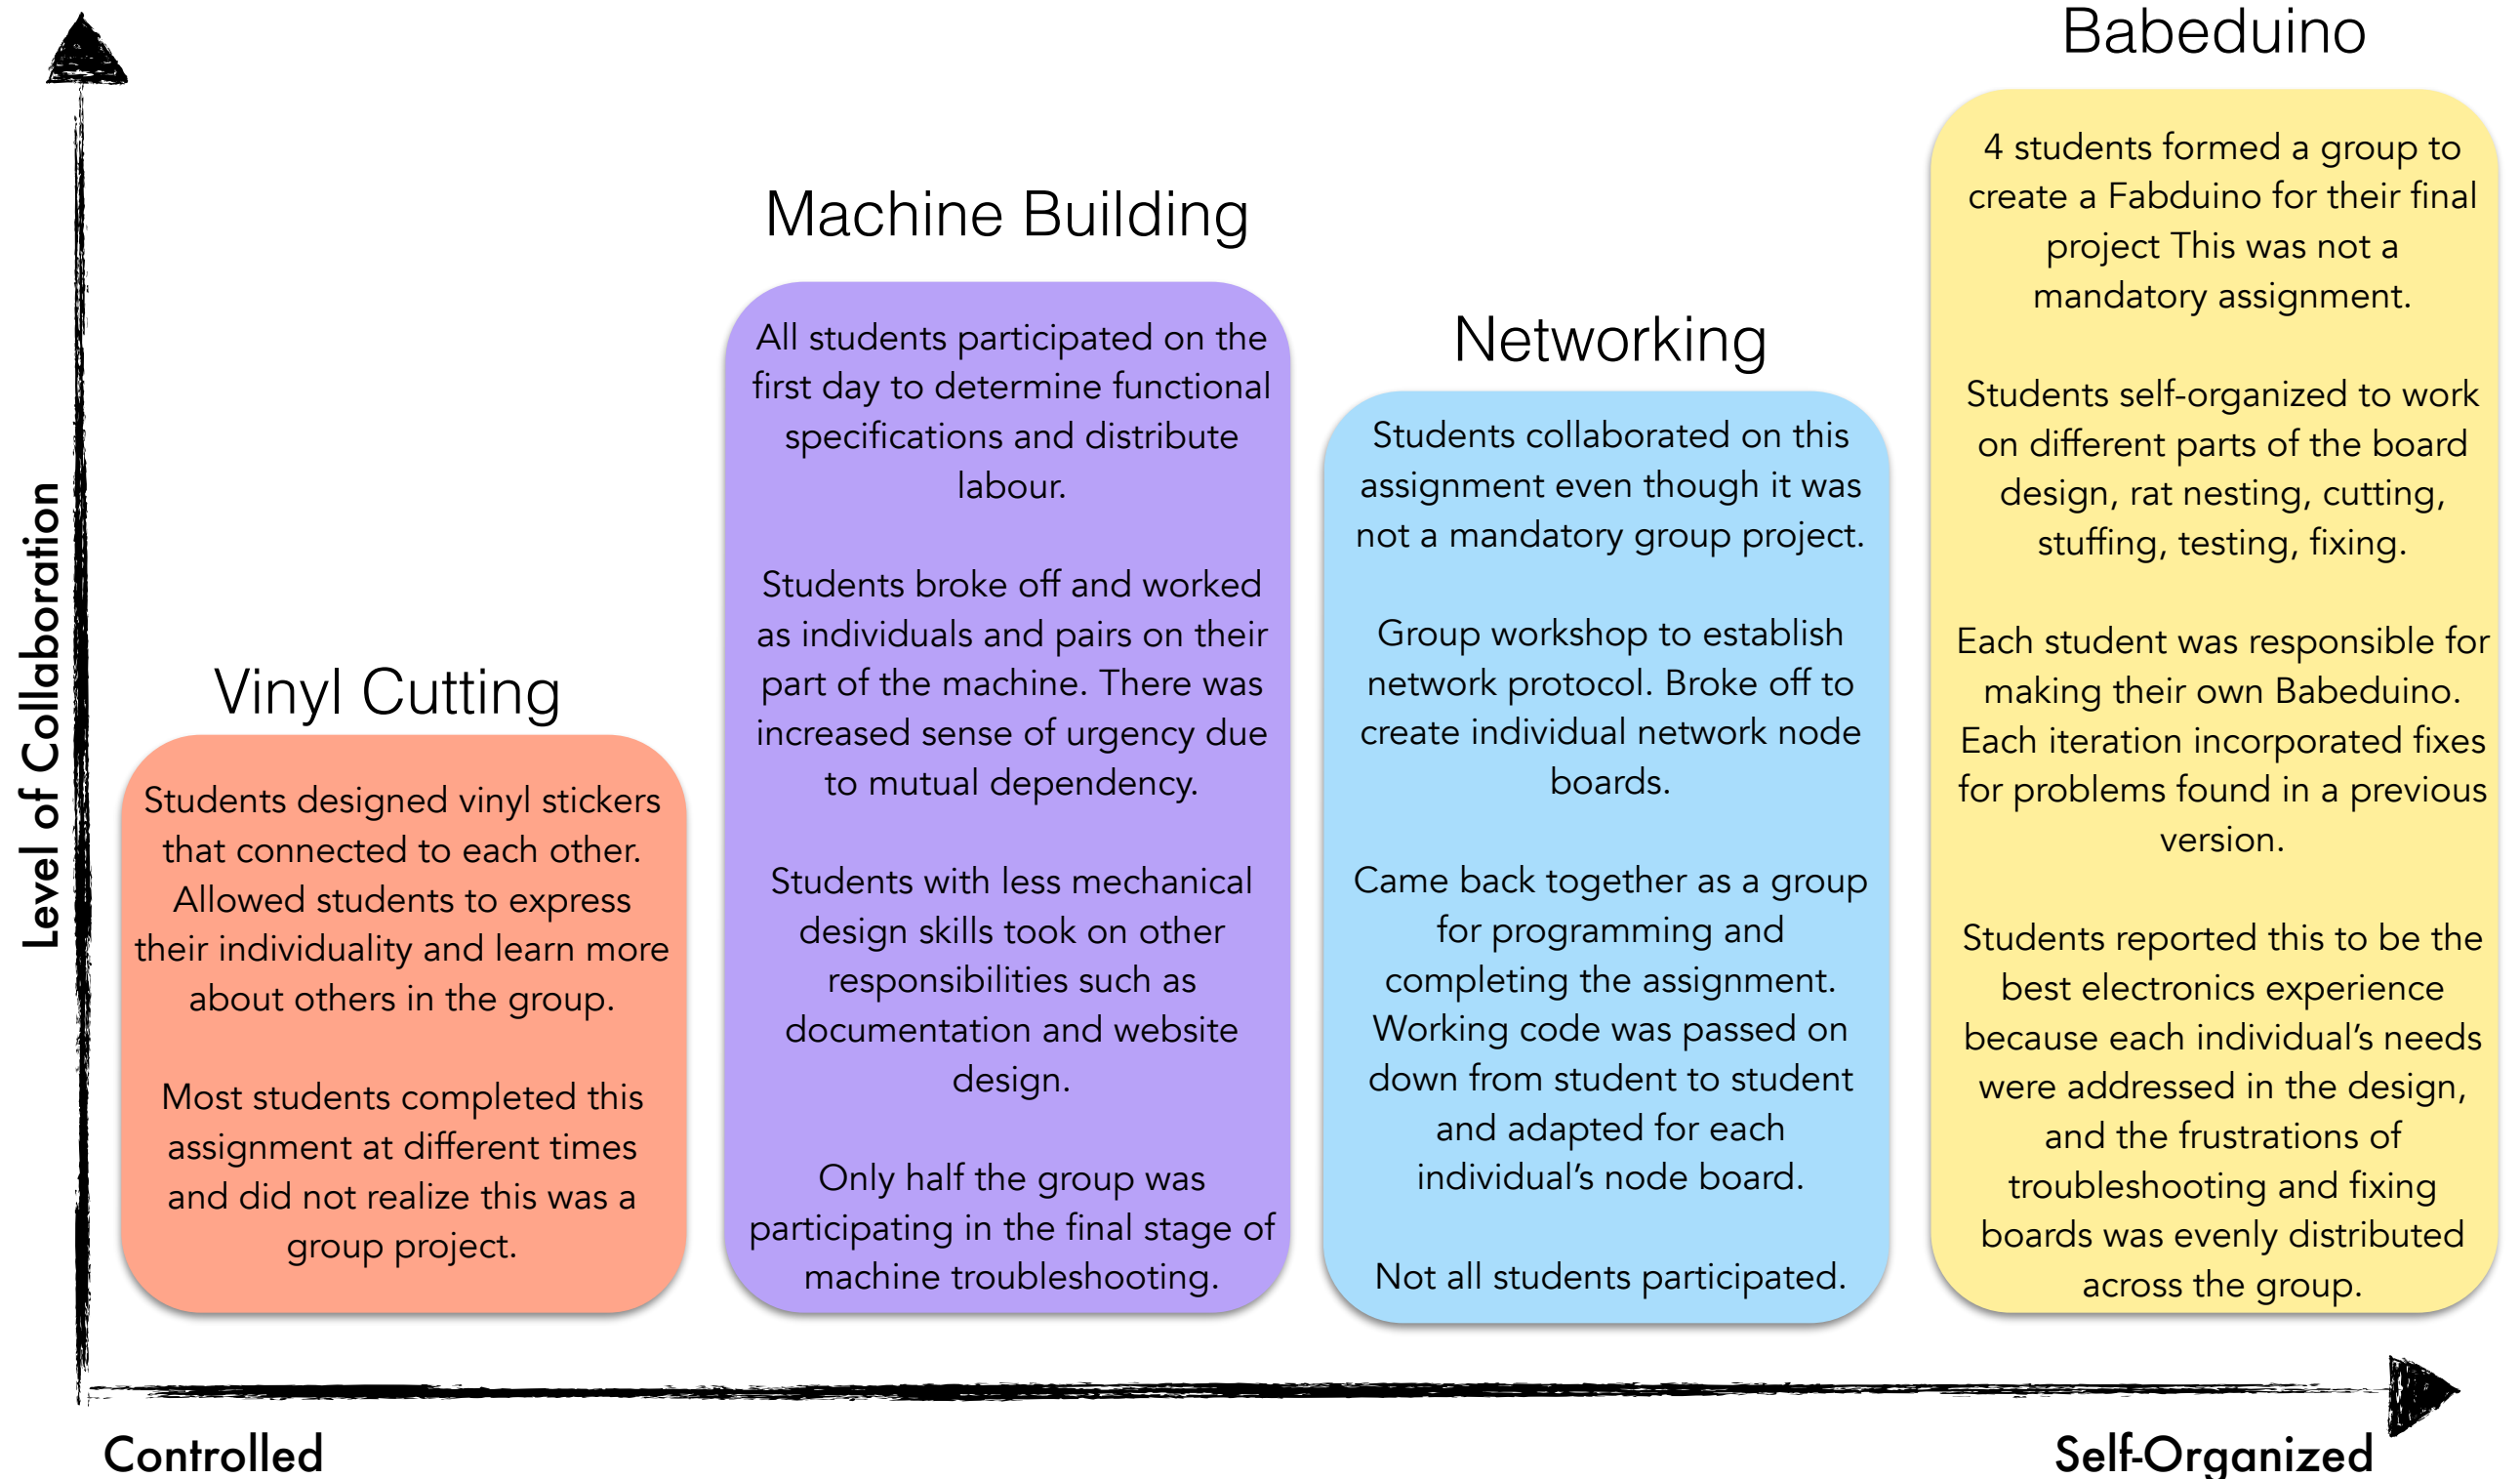 Level of Collaboration
Vinyl Cutting
Students designed vinyl stickers
that connected to each other.
Allowed students to express
their individuality and learn more
about others in the group.
Most students completed this
assignment at different times
and did not realize this was a
group project.
Machine Building
All students participated on the
first day to determine functional
specifications and distribute
labour.
Students broke off and worked
as individuals and pairs on their
part of the machine. There was
increased sense of urgency due
to mutual dependency.
Students with less mechanical
design skills took on other
responsibilities such as
documentation and website
design.
Only half the group was
participating in the final stage of
machine troubleshooting.
Networking
Students collaborated on this
assignment even though it was
not a mandatory group project.
Group workshop to establish
network protocol. Broke off to
create individual network node
boards.
Came back together as a group
for programming and
completing the assignment.
Working code was passed on
down from student to student
and adapted for each
individual’s node board.
Not all students participated.
Babeduino
4 students formed a group to
create a Fabduino for their final
project This was not a
mandatory assignment.
Students self-organized to work
on different parts of the board
design, rat nesting, cutting,
stuffing, testing, fixing.
Each student was responsible for
making their own Babeduino.
Each iteration incorporated fixes
for problems found in a previous
version.
Students reported this to be the
best electronics experience
because each individual’s needs
were addressed in the design,
and the frustrations of
troubleshooting and fixing
boards was evenly distributed
across the group.
Controlled
Self-Organized